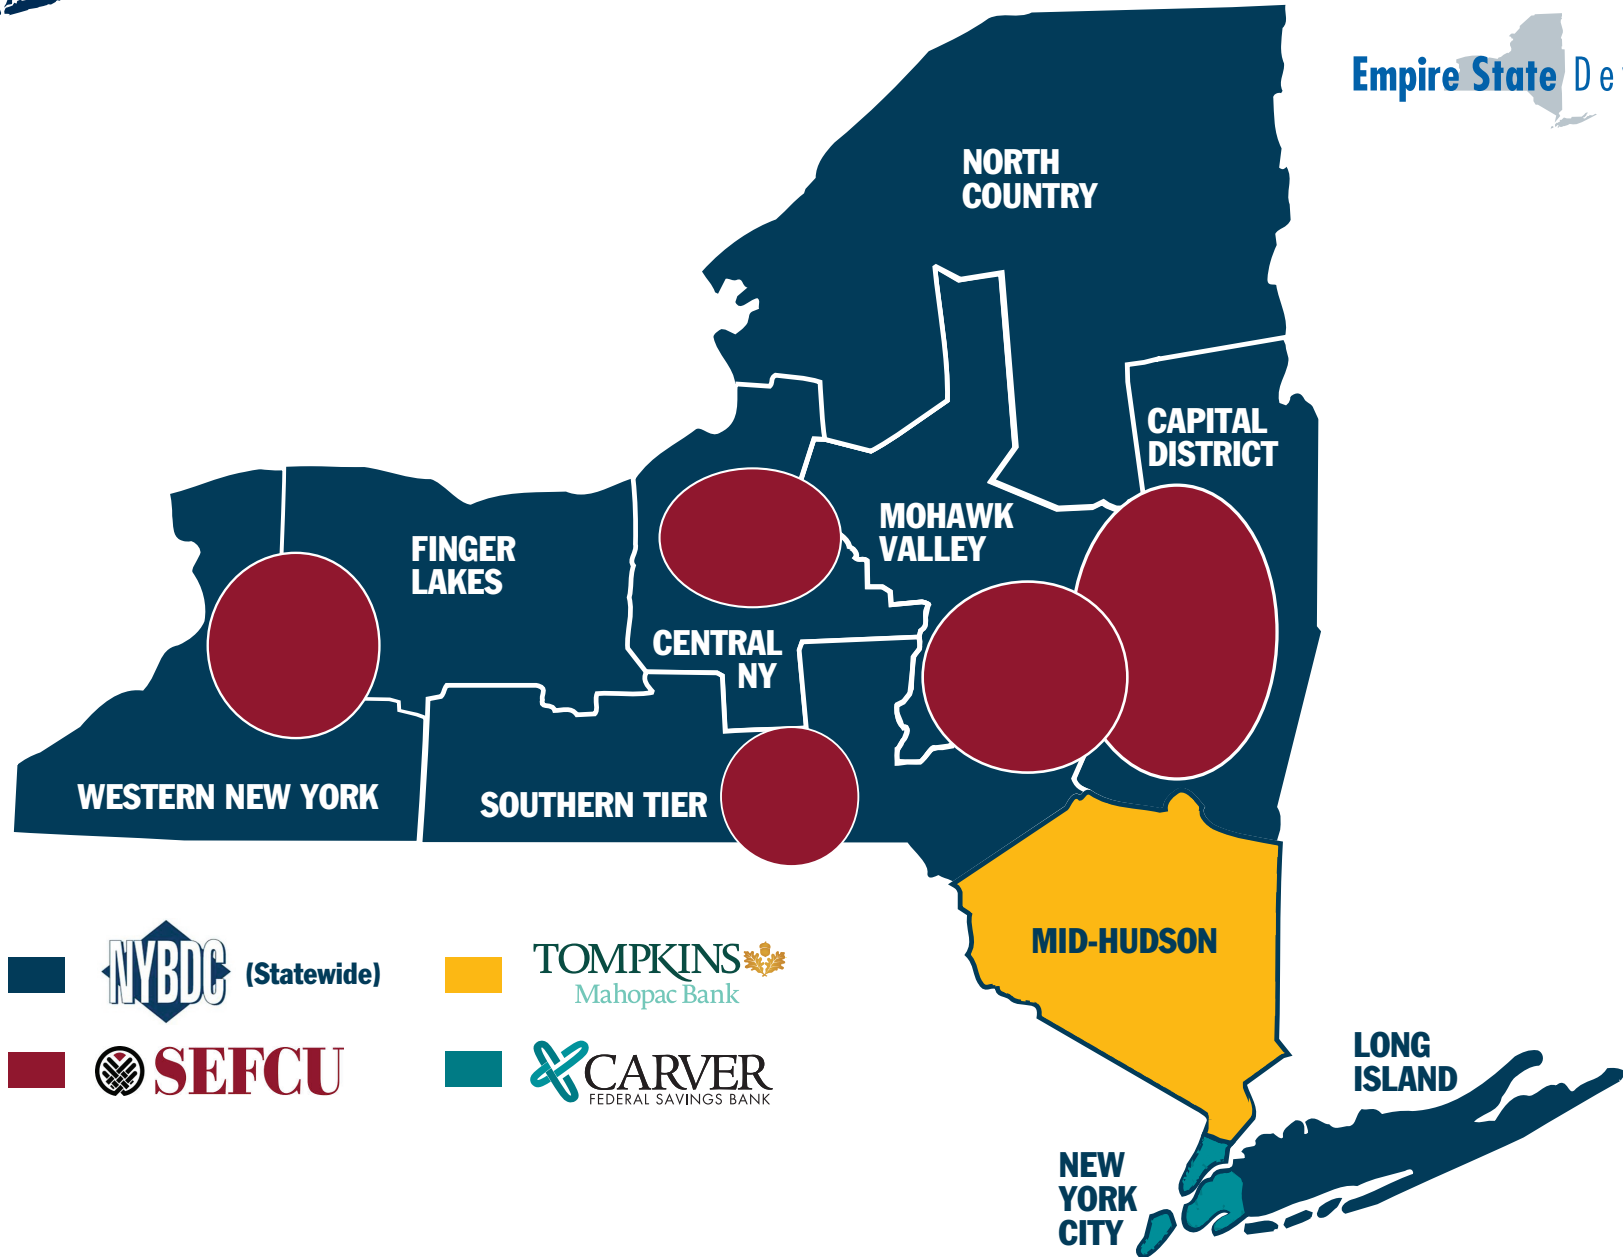 Empire State De
NORTH
COUNTRY
CAPITAL
DISTRICT
MOHAWK
VALLEY
FINGER
LAKES
CENTRAL
NY
WESTERN NEW YORK
SOUTHERN TIER
MID-HUDSON
NYBDC (Statewide)
TOMPKINS
Mahopac Bank
SEFCU
CARVER
FEDERAL SAVINGS BANK
LONG
ISLAND
NEW
YORK
CITY